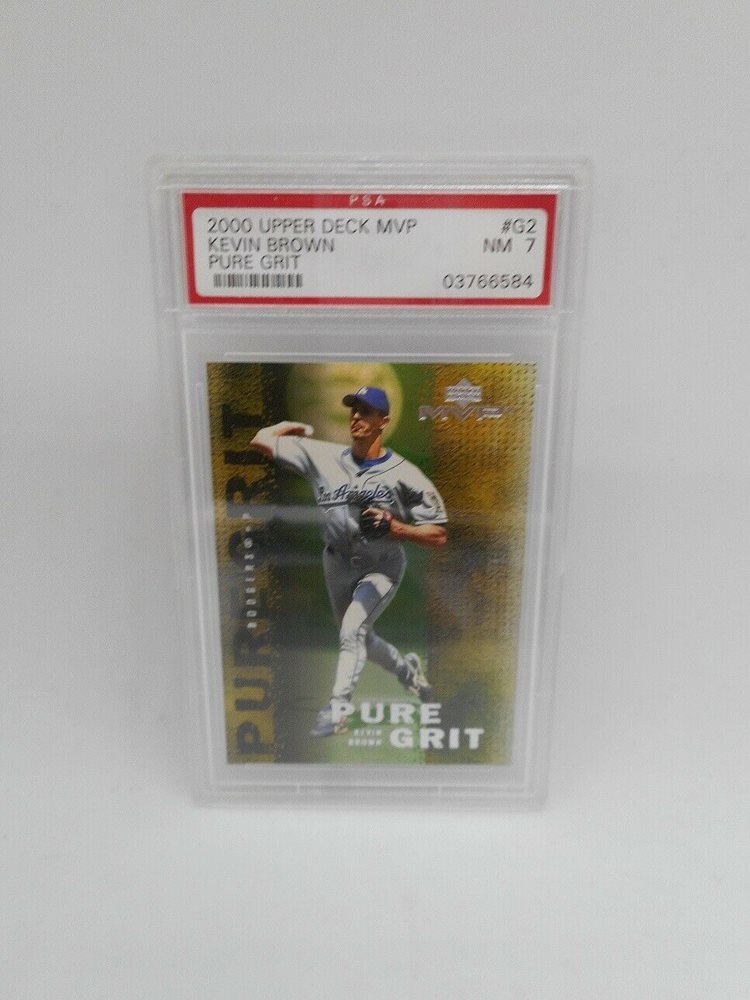 PSA
2000 UPPER DECK MVP #G2
KEVIN BROWN NM 7
PURE GRIT
03766584
MVP
PURE GRIT
DODGERS • P
Los Angeles
PURE
KEVIN
BROWN
GRIT